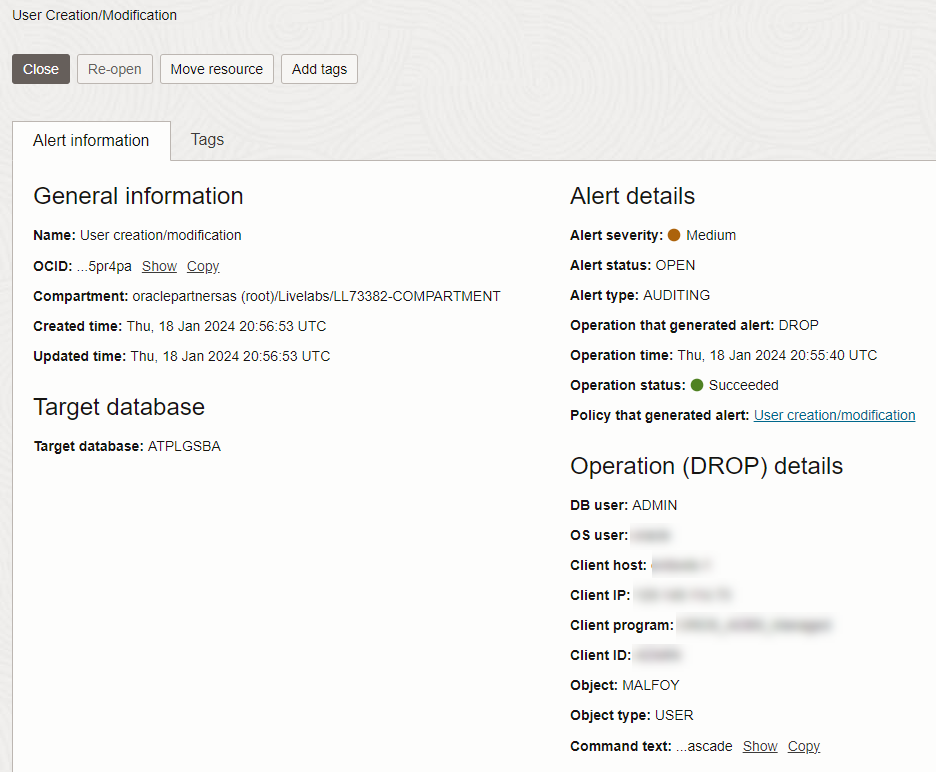 User Creation/Modification
Close Re-open Move resource Add tags
Alert information Tags
General information
Name: User creation/modification
OCID: ...5pr4pa Show Copy
Compartment: oraclepartnersas (root)/Livelabs/LL73382-COMPARTMENT
Created time: Thu, 18 Jan 2024 20:56:53 UTC
Updated time: Thu, 18 Jan 2024 20:56:53 UTC
Target database
Target database: ATPLGSBA
Alert details
Alert severity: Medium
Alert status: OPEN
Alert type: AUDITING
Operation that generated alert: DROP
Operation time: Thu, 18 Jan 2024 20:55:40 UTC
Operation status: Succeeded
Policy that generated alert: User creation/modification
Operation (DROP) details
DB user: ADMIN
OS user:
Client host:
Client IP:
Client program:
Client ID:
Object: MALFOY
Object type: USER
Command text: ...ascade Show Copy